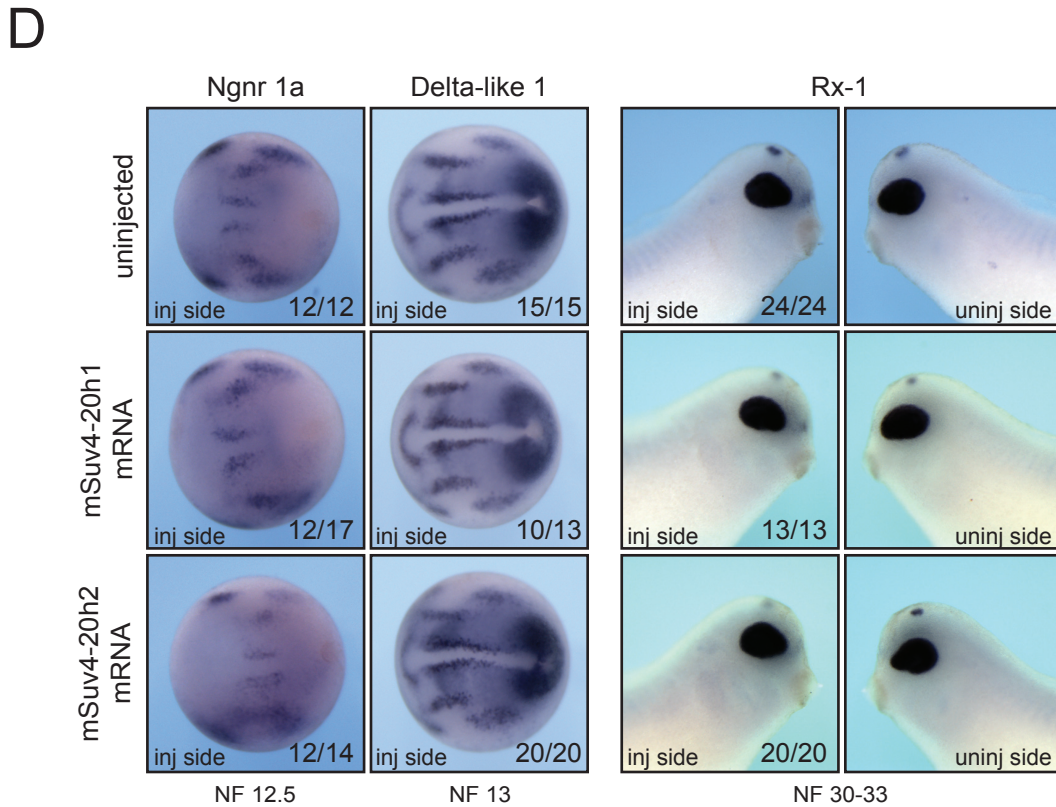 D
Ngnr 1a
Delta-like 1
Rx-1
uninjected
inj side
12/12
inj side
15/15
inj side
24/24
uninj side
mSuv4-20h1
mRNA
inj side
12/17
inj side
10/13
inj side
13/13
uninj side
mSuv4-20h2
mRNA
inj side
12/14
inj side
20/20
inj side
20/20
uninj side
NF 12.5
NF 13
NF 30-33